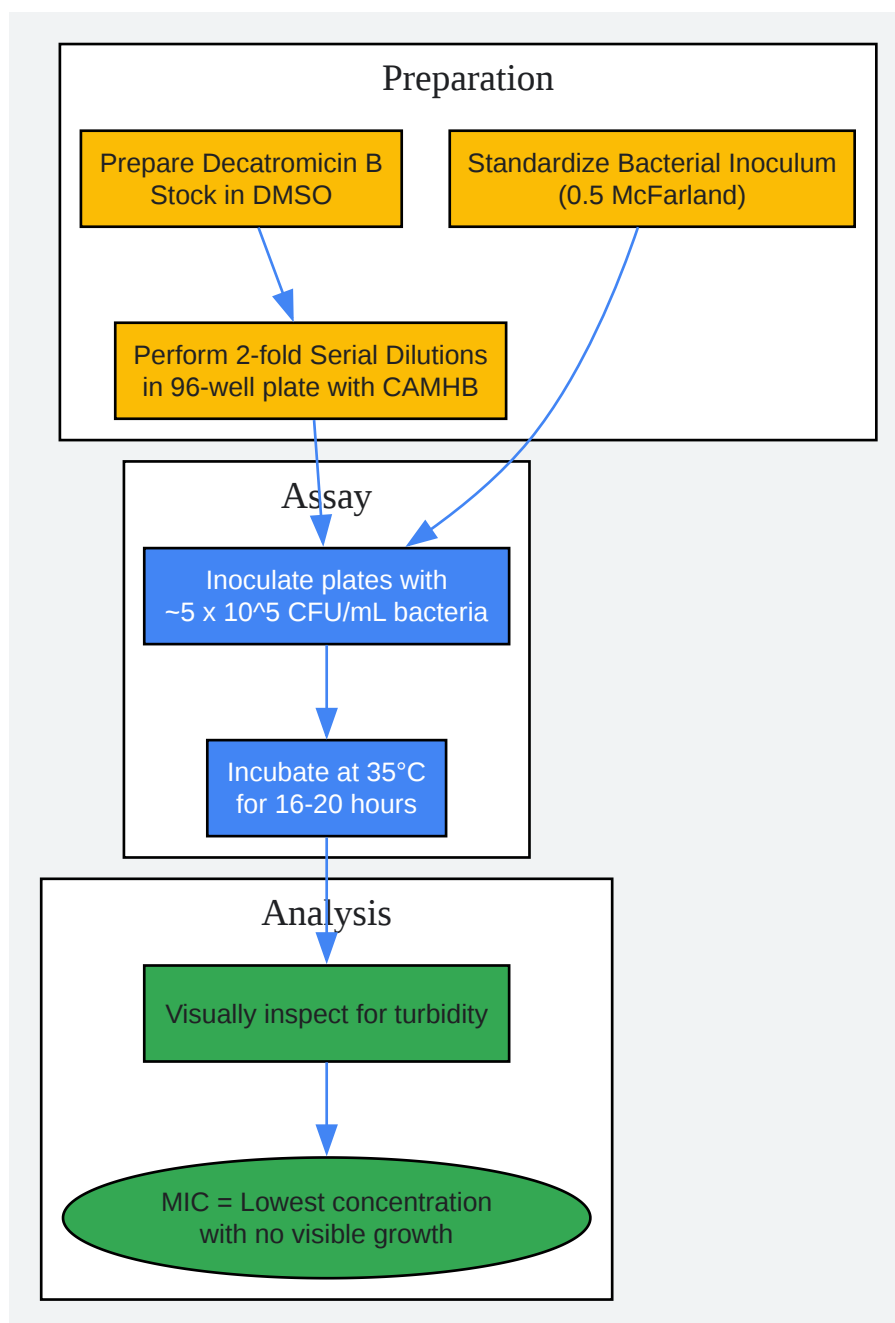 Preparation
Prepare Decatromicin B
Stock in DMSO
Standardize Bacterial Inoculum
(0.5 McFarland)
Perform 2-fold Serial Dilutions
in 96-well plate with CAMHB
Assay
Inoculate plates with
~5 x 10^5 CFU/mL bacteria
Incubate at 35°C
for 16-20 hours
Analysis
Visually inspect for turbidity
MIC = Lowest concentration
with no visible growth